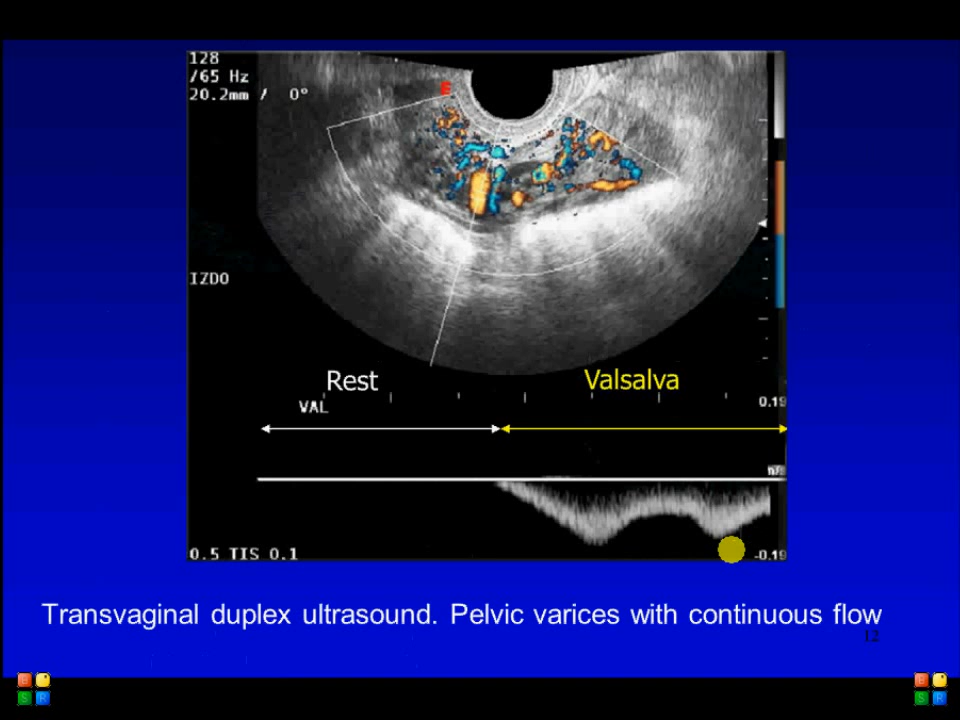 128
/65 Hz
20.2mm / 0°
IZDO
Rest
Valsalva
VAL
0.19
m/s
0.5 TIS 0.1
-0.19
Transvaginal duplex ultrasound. Pelvic varices with continuous flow
12
B
S R
B
S R